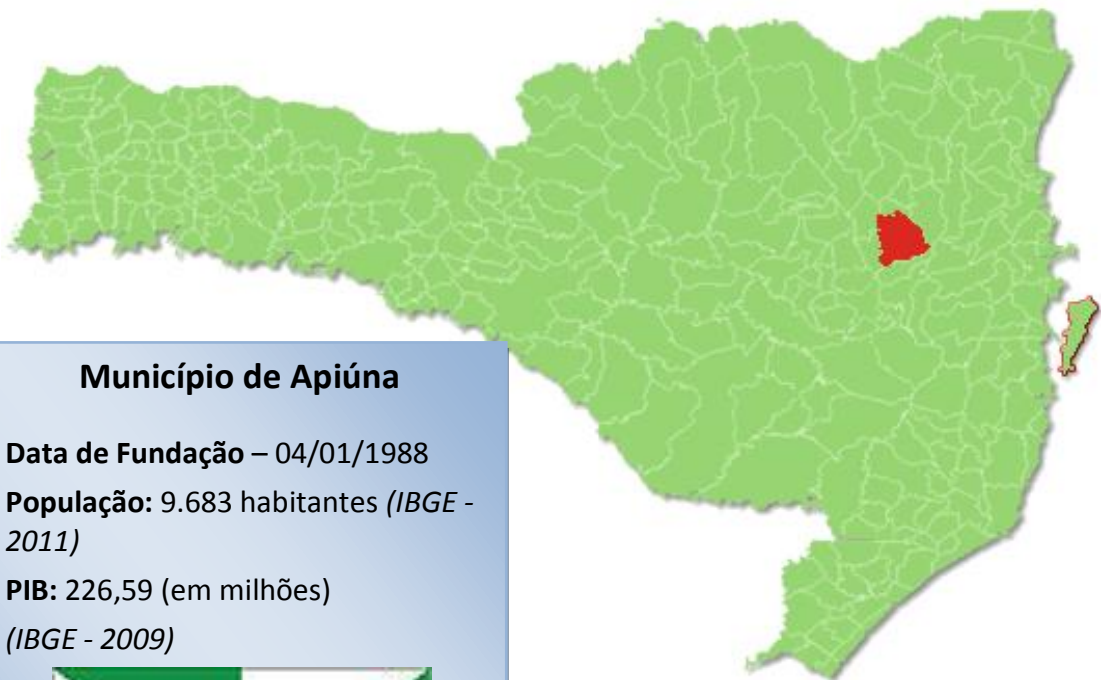 Município de Apiúna
Data de Fundação – 04/01/1988
População: 9.683 habitantes (IBGE -
2011)
PIB: 226,59 (em milhões)
(IBGE - 2009)